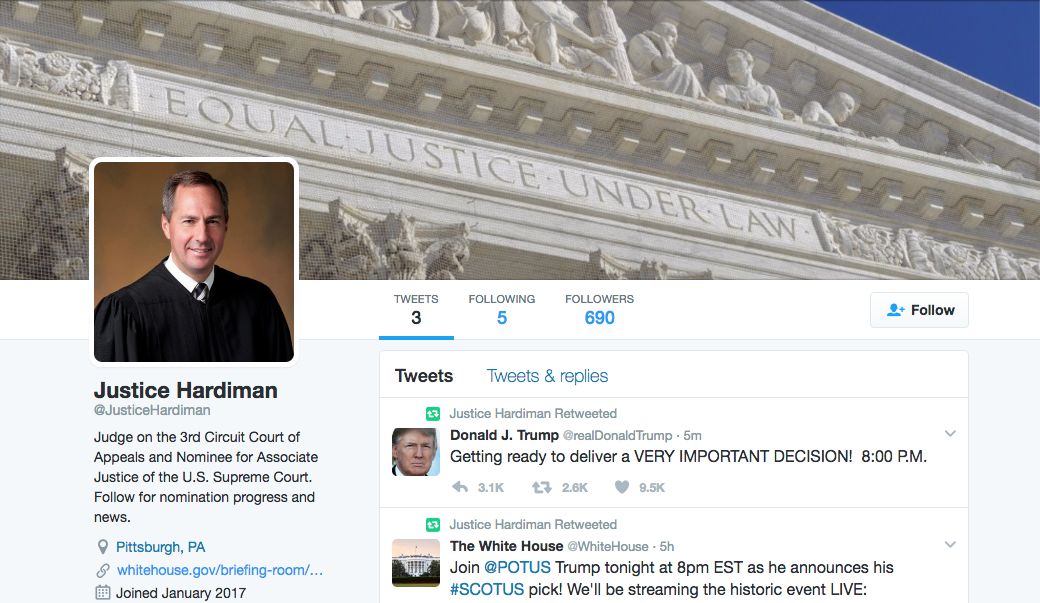 EQUAL·JUSTICE·UNDER·LAW·
TWEETS
3
FOLLOWING
5
FOLLOWERS
690
Follow
Justice Hardiman
@JusticeHardiman
Judge on the 3rd Circuit Court of
Appeals and Nominee for Associate
Justice of the U.S. Supreme Court.
Follow for nomination progress and
news.
Pittsburgh, PA
whitehouse.gov/briefing-room/…
Joined January 2017
Tweets
Tweets & replies
Justice Hardiman Retweeted
Donald J. Trump @realDonaldTrump · 5m
Getting ready to deliver a VERY IMPORTANT DECISION! 8:00 P.M.
3.1K 2.6K 9.5K
Justice Hardiman Retweeted
The White House @WhiteHouse · 5h
Join @POTUS Trump tonight at 8pm EST as he announces his
#SCOTUS pick! We'll be streaming the historic event LIVE: